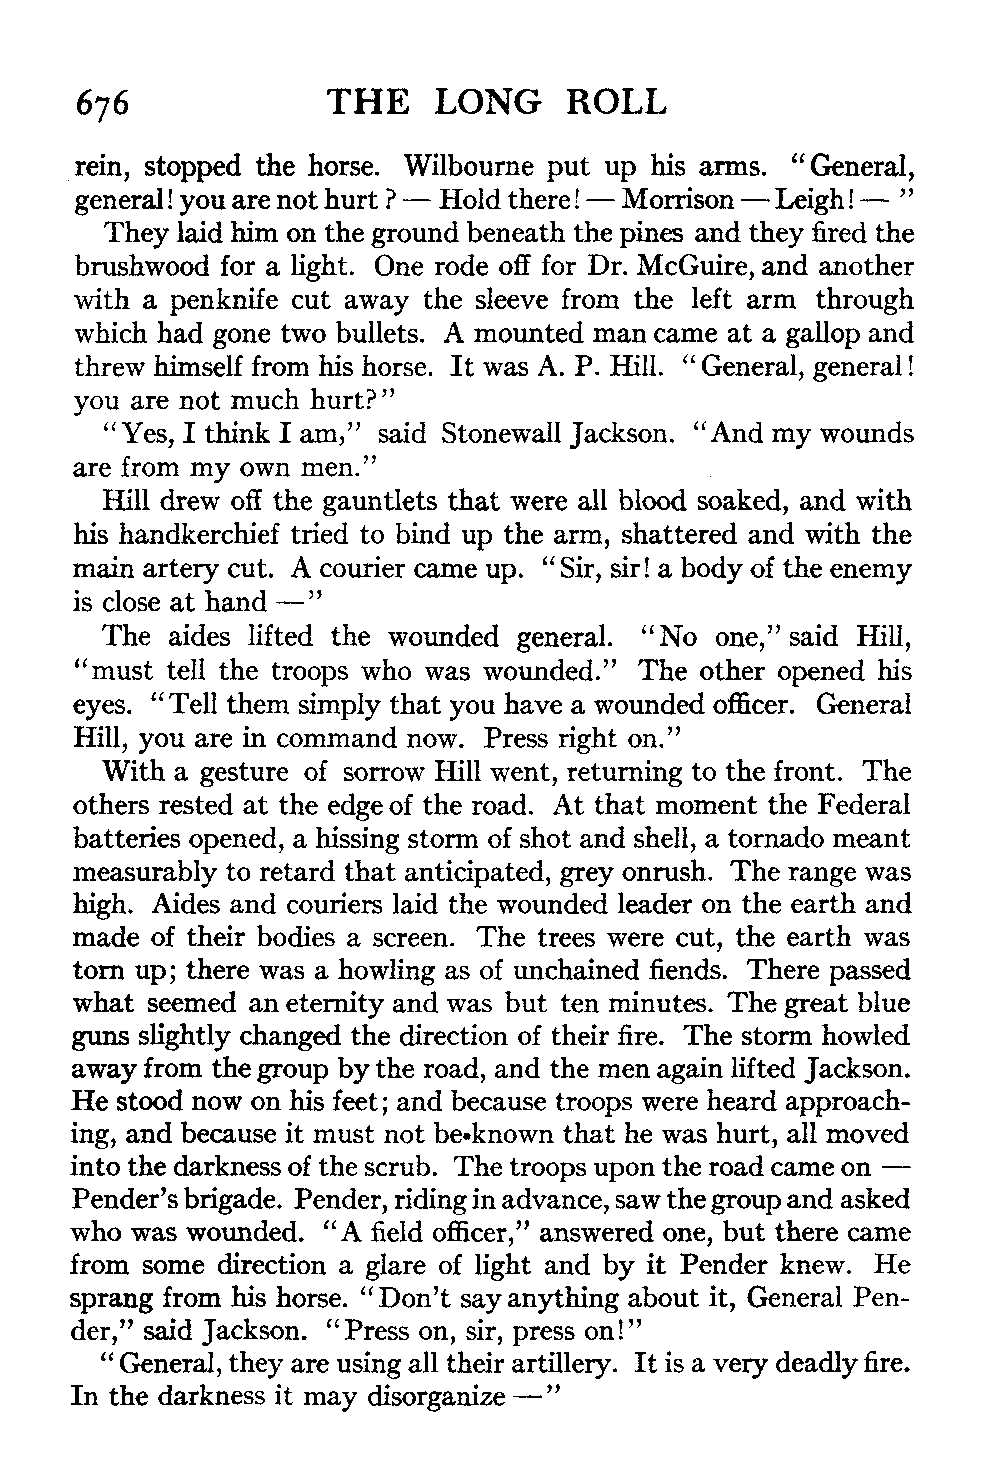 676 THE LONG ROLL
rein, stopped the horse. Wilbourne put up his arms. "General,
general! you are not hurt? — Hold there! — Morrison — Leigh! — "
They laid him on the ground beneath the pines and they fired the
brushwood for a light. One rode off for Dr. McGuire, and another
with a penknife cut away the sleeve from the left arm through
which had gone two bullets. A mounted man came at a gallop and
threw himself from his horse. It was A. P. Hill. "General, general!
you are not much hurt?"
"Yes, I think I am," said Stonewall Jackson. "And my wounds
are from my own men."
Hill drew off the gauntlets that were all blood soaked, and with
his handkerchief tried to bind up the arm, shattered and with the
main artery cut. A courier came up. "Sir, sir! a body of the enemy
is close at hand —"
The aides lifted the wounded general. "No one," said Hill,
"must tell the troops who was wounded." The other opened his
eyes. "Tell them simply that you have a wounded officer. General
Hill, you are in command now. Press right on."
With a gesture of sorrow Hill went, returning to the front. The
others rested at the edge of the road. At that moment the Federal
batteries opened, a hissing storm of shot and shell, a tornado meant
measurably to retard that anticipated, grey onrush. The range was
high. Aides and couriers laid the wounded leader on the earth and
made of their bodies a screen. The trees were cut, the earth was
torn up; there was a howling as of unchained fiends. There passed
what seemed an eternity and was but ten minutes. The great blue
guns slightly changed the direction of their fire. The storm howled
away from the group by the road, and the men again lifted Jackson.
He stood now on his feet; and because troops were heard approach-
ing, and because it must not be•known that he was hurt, all moved
into the darkness of the scrub. The troops upon the road came on —
Pender's brigade. Pender, riding in advance, saw the group and asked
who was wounded. "A field officer," answered one, but there came
from some direction a glare of light and by it Pender knew. He
sprang from his horse. "Don't say anything about it, General Pen-
der," said Jackson. "Press on, sir, press on!"
"General, they are using all their artillery. It is a very deadly fire.
In the darkness it may disorganize —"